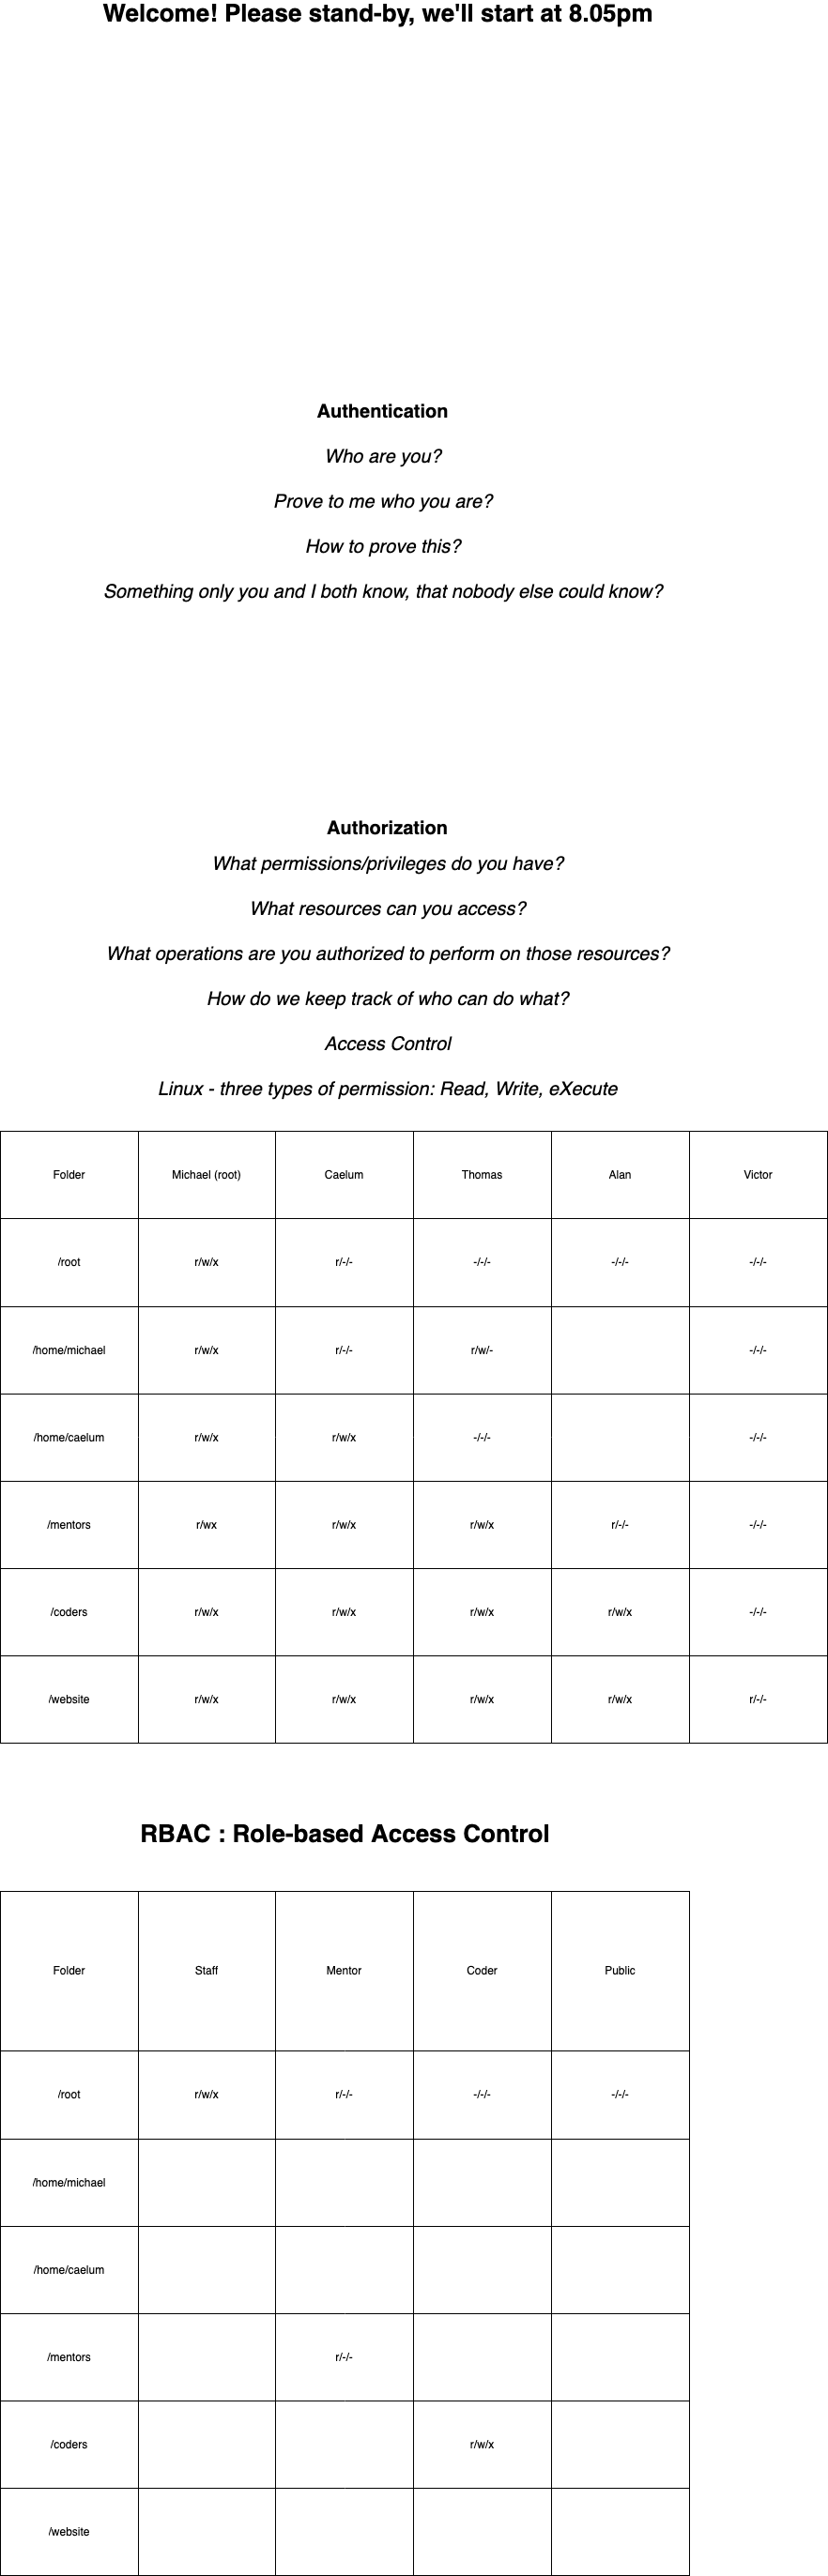 Welcome! Please stand-by, we'll start at 8.05pm
Authentication
Who are you?
Prove to me who you are?
How to prove this?
Something only you and I both know, that nobody else could know?
Authorization
What permissions/privileges do you have?
What resources can you access?
What operations are you authorized to perform on those resources?
How do we keep track of who can do what?
Access Control
Linux - three types of permission: Read, Write, eXecute
Folder Michael (root) Caelum Thomas Alan Victor
/root r/w/x r/-/- -/-/- -/-/- -/-/-
/home/michael r/w/x r/-/- r/w/- -/-/-
/home/caelum r/w/x r/w/x -/-/- -/-/-
/mentors r/wx r/w/x r/w/x r/-/- -/-/-
/coders r/w/x r/w/x r/w/x r/w/x -/-/-
/website r/w/x r/w/x r/w/x r/w/x r/-/-
RBAC : Role-based Access Control
Folder Staff Mentor Coder Public
/root r/w/x r/-/- -/-/- -/-/-
/home/michael
/home/caelum
/mentors r/-/-
/coders r/w/x
/website